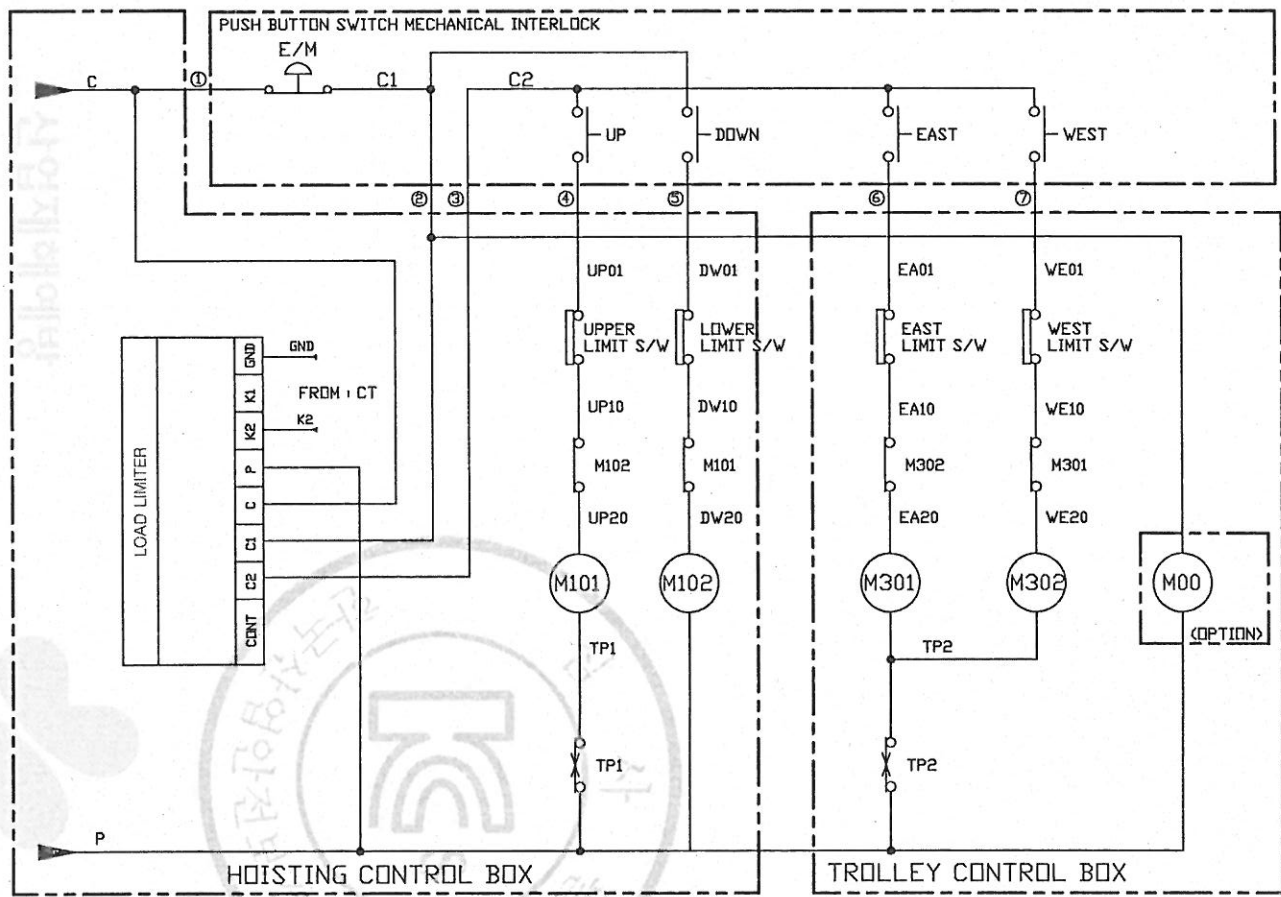 PUSH BUTTON SWITCH MECHANICAL INTERLOCK
E/M
C
①
C1
C2
UP
DOWN
EAST
WEST
②
③
④
⑤
⑥
⑦
UP01
DW01
EA01
WE01
UPPER
LIMIT S/W
LOWER
LIMIT S/W
EAST
LIMIT S/W
WEST
LIMIT S/W
LOAD LIMITER
GND
K1
K2
P
C
C1
C2
CONT
GND
FROM : CT
K2
UP10
DW10
EA10
WE10
M102
M101
M302
M301
UP20
DW20
EA20
WE20
M101
M102
M301
M302
M00
(OPTION)
TP1
TP2
TP1
TP2
P
HOISTING CONTROL BOX
TROLLEY CONTROL BOX